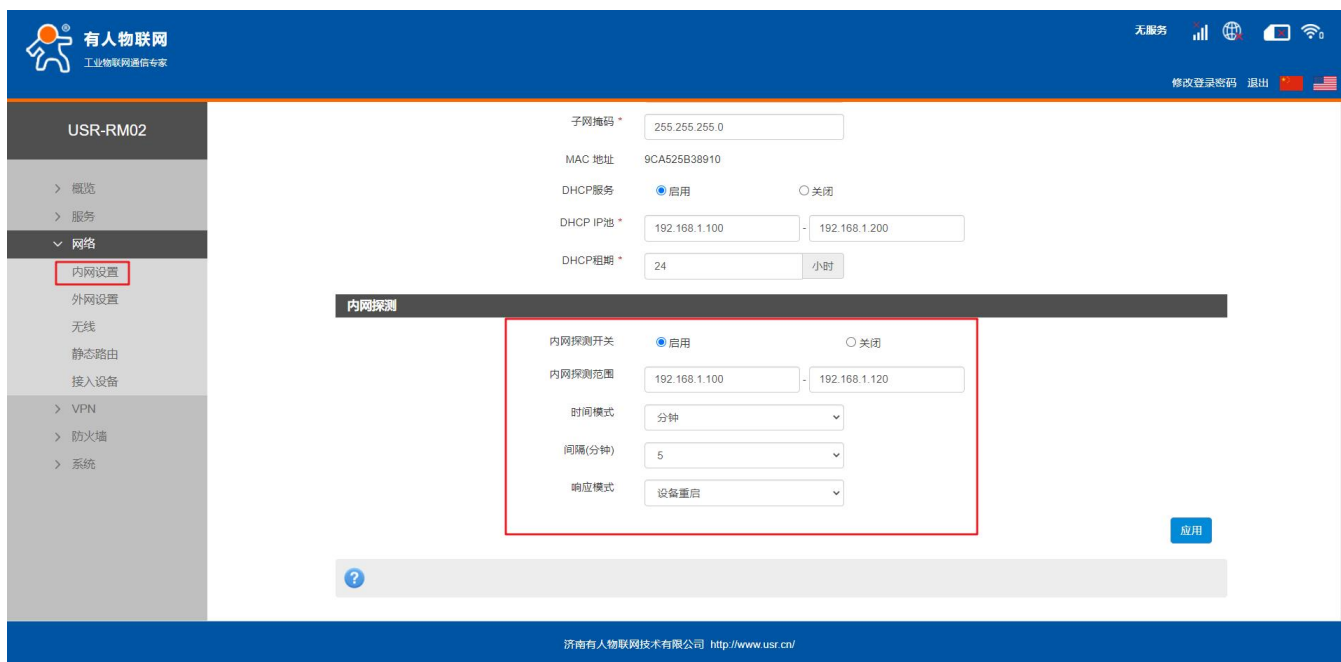 有人物联网
工业物联网通信专家
无服务
修改登录密码 退出
USR-RM02
概览
服务
网络
内网设置
外网设置
无线
静态路由
接入设备
VPN
防火墙
系统
子网掩码 * 255.255.255.0
MAC 地址 9CA525B38910
DHCP服务 启用 关闭
DHCP IP池 * 192.168.1.100 - 192.168.1.200
DHCP租期 * 24 小时
内网探测
内网探测开关 启用 关闭
内网探测范围 192.168.1.100 - 192.168.1.120
时间模式 分钟
间隔(分钟) 5
响应模式 设备重启
应用
济南有人物联网技术有限公司 http://www.usr.cn/